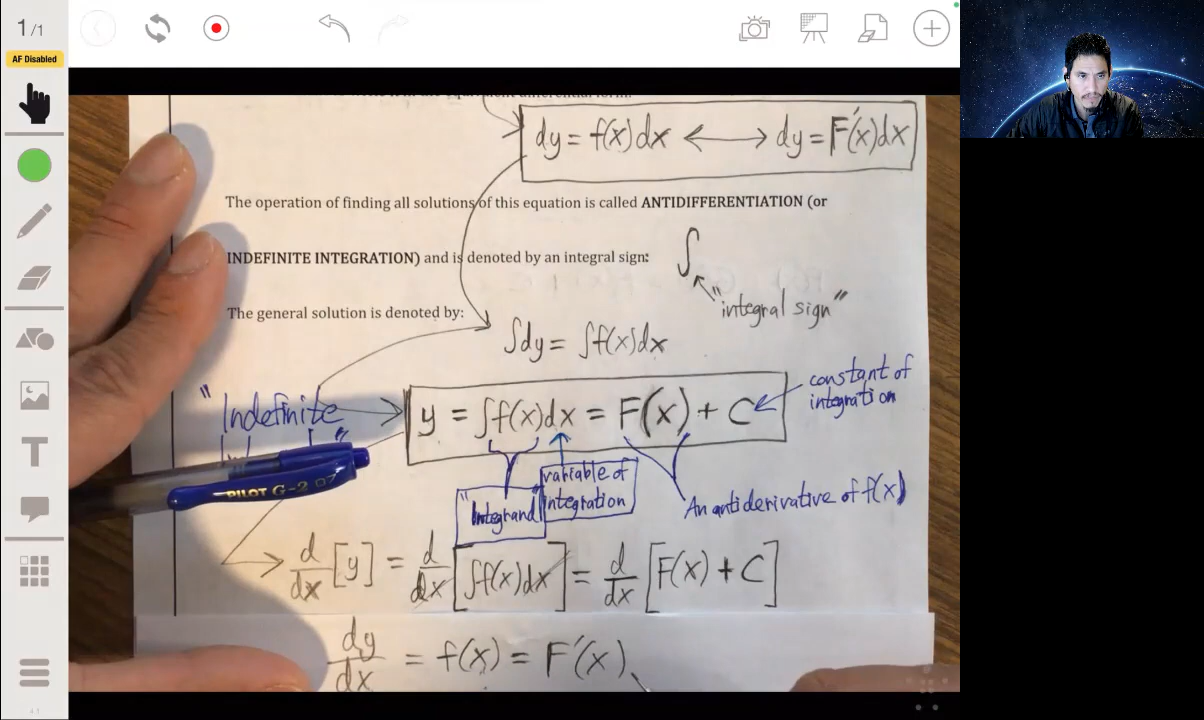 1/1
AF Disabled
dy = f(x)dx ⟷ dy = F'(x)dx
The operation of finding all solutions of this equation is called ANTIDIFFERENTIATION (or
INDEFINITE INTEGRATION) and is denoted by an integral sign: ∫
"integral sign"
The general solution is denoted by:
∫dy = ∫f(x)dx
"Indefinite
y = ∫f(x)dx = F(x) + C
constant of
integration
"Integrand"
variable of
integration
An antiderivative of f(x)
PILOT G-2 07
d/dx [y] = d/dx [∫f(x)dx] = d/dx [F(x) + C]
dy/dx = f(x) = F'(x)
T